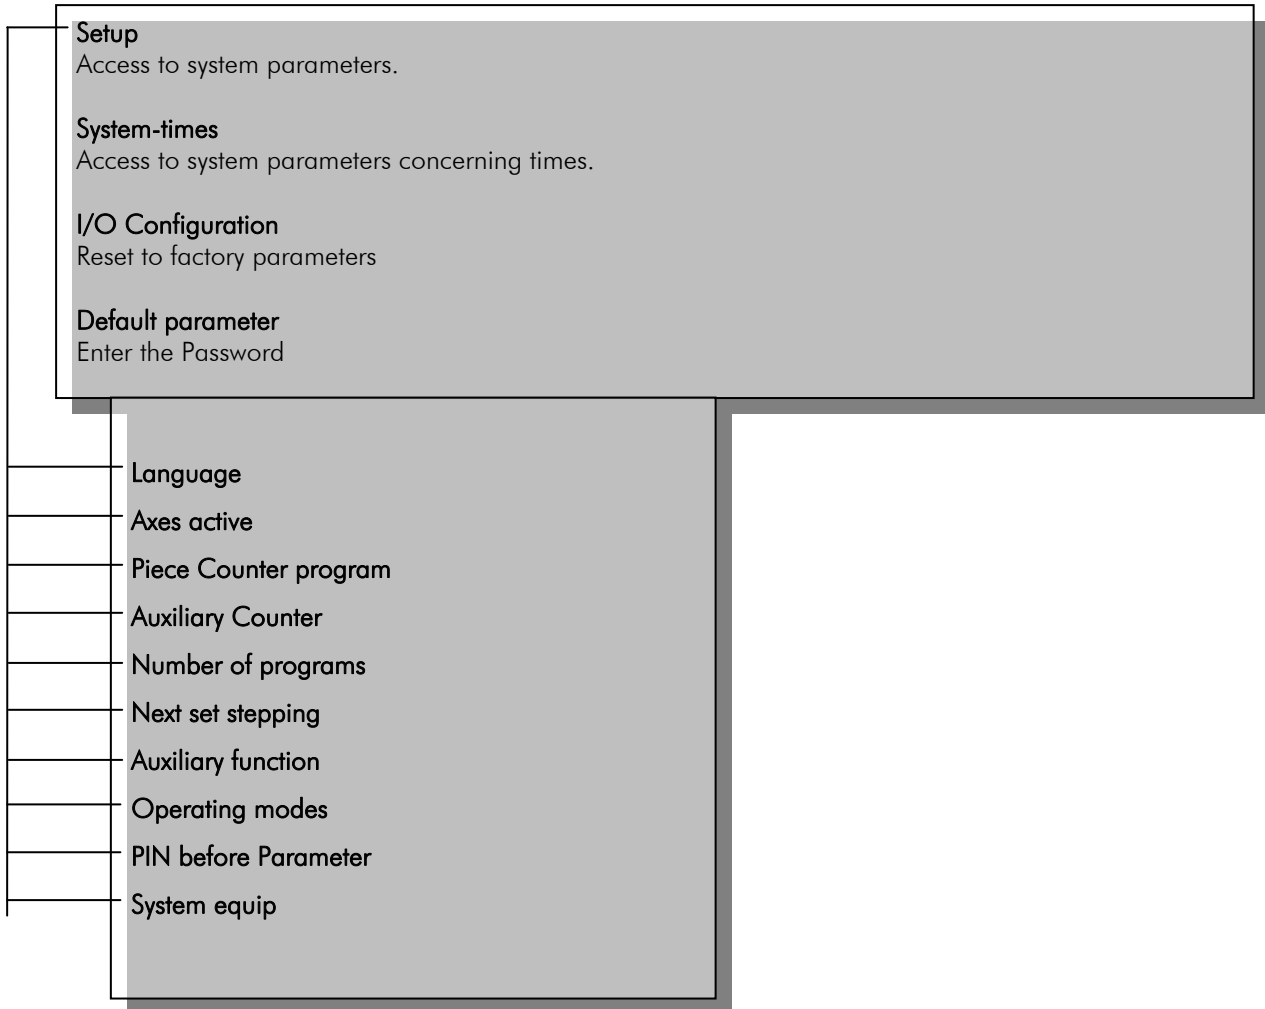 Setup
Access to system parameters.
System-times
Access to system parameters concerning times.
I/O Configuration
Reset to factory parameters
Default parameter
Enter the Password
Language
Axes active
Piece Counter program
Auxiliary Counter
Number of programs
Next set stepping
Auxiliary function
Operating modes
PIN before Parameter
System equip